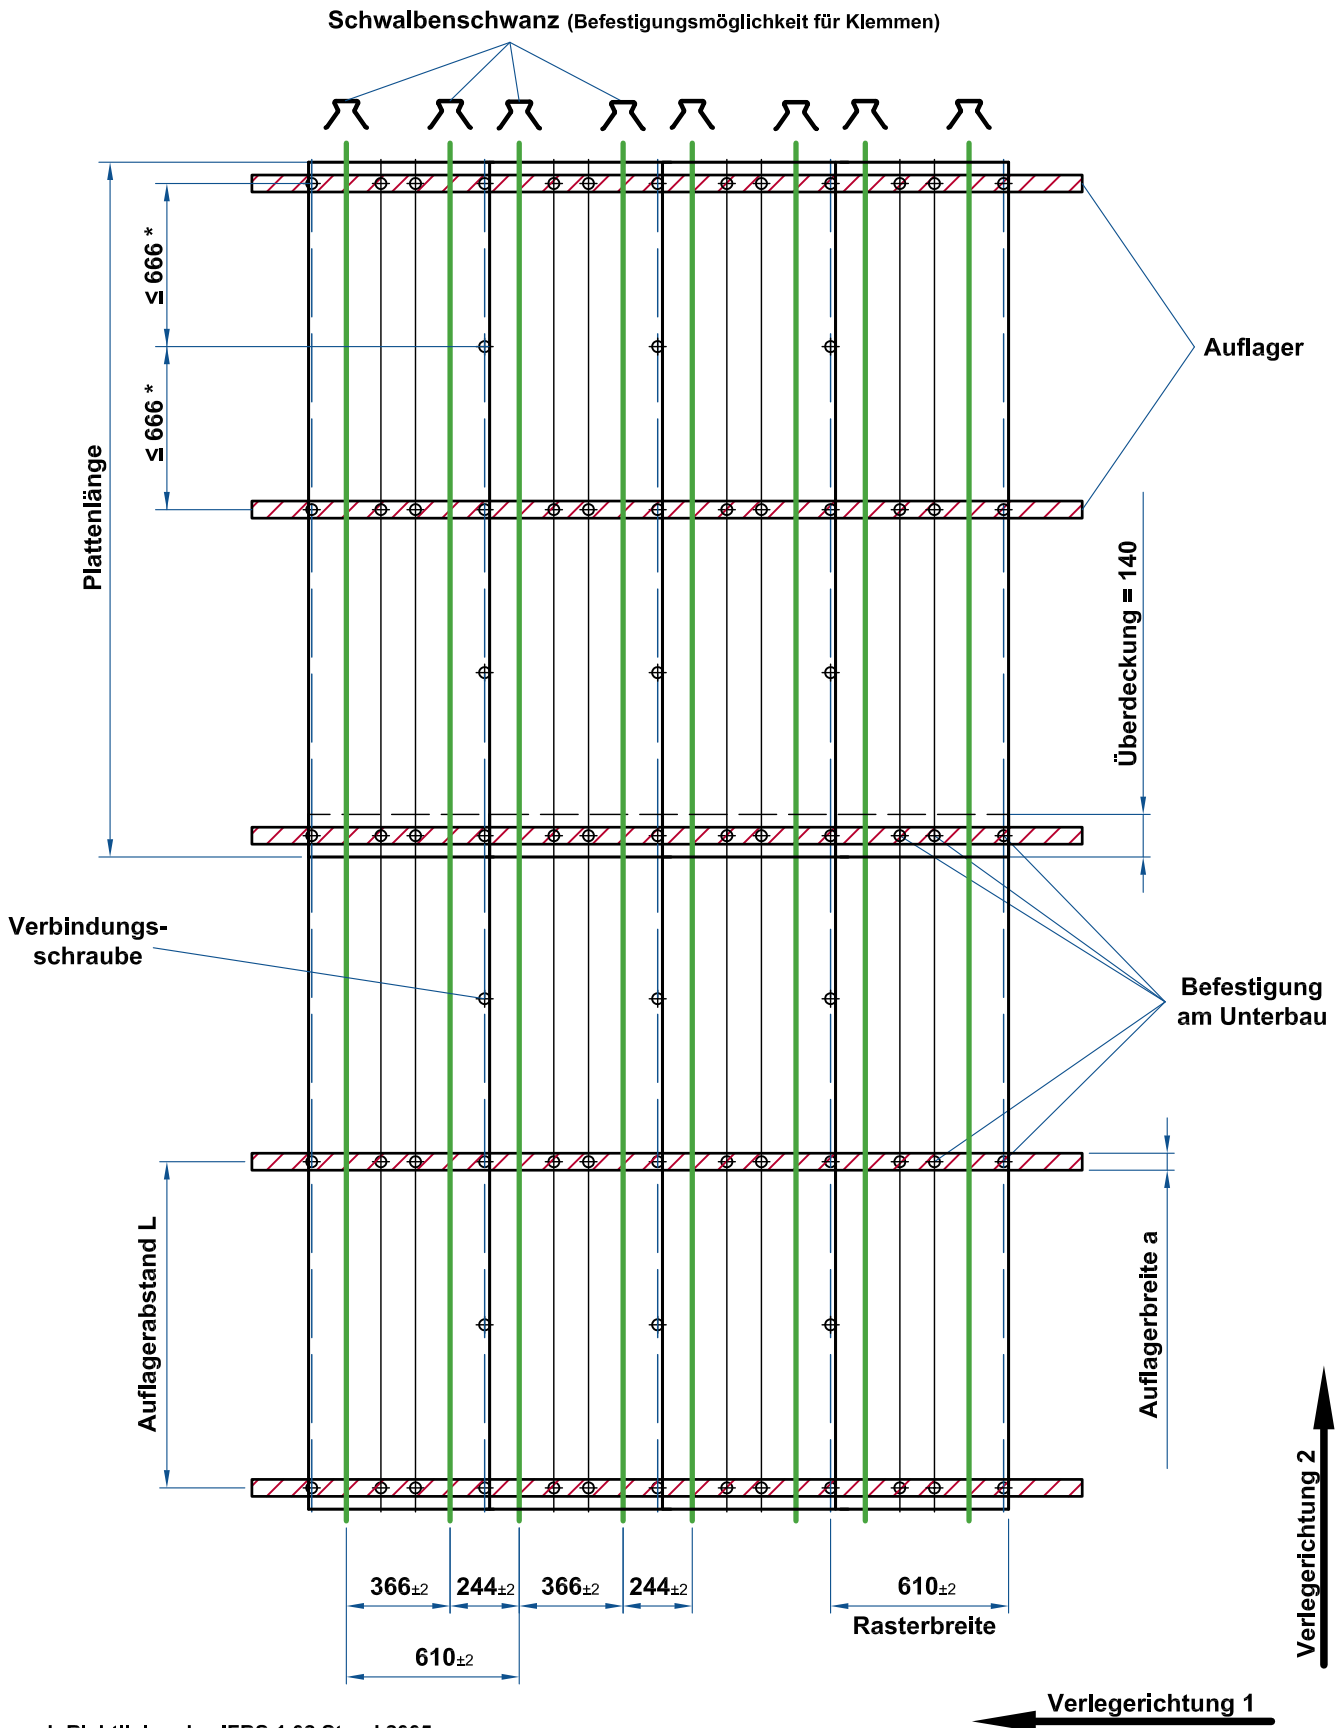 Schwalbenschwanz (Befestigungsmöglichkeit für Klemmen)
≤ 666 *
≤ 666 *
Plattenlänge
Auflager
Überdeckung = 140
Verbindungs-
schraube
Befestigung
am Unterbau
Auflagerabstand L
Auflagerbreite a
Verlegerichtung 2
366±2
244±2
366±2
244±2
610±2
Rasterbreite
610±2
Verlegerichtung 1